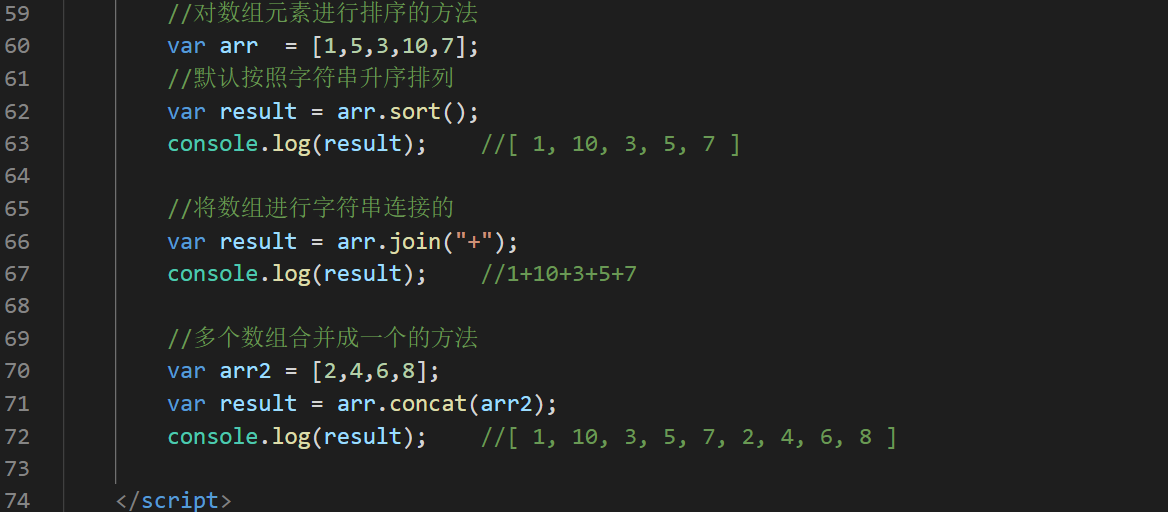 59 //对数组元素进行排序的方法
60 var arr  = [1,5,3,10,7];
61 //默认按照字符串升序排列
62 var result = arr.sort();
63 console.log(result);    //[ 1, 10, 3, 5, 7 ]
64
65 //将数组进行字符串连接的
66 var result = arr.join("+");
67 console.log(result);    //1+10+3+5+7
68
69 //多个数组合并成一个的方法
70 var arr2 = [2,4,6,8];
71 var result = arr.concat(arr2);
72 console.log(result);    //[ 1, 10, 3, 5, 7, 2, 4, 6, 8 ]
73
74 </script>